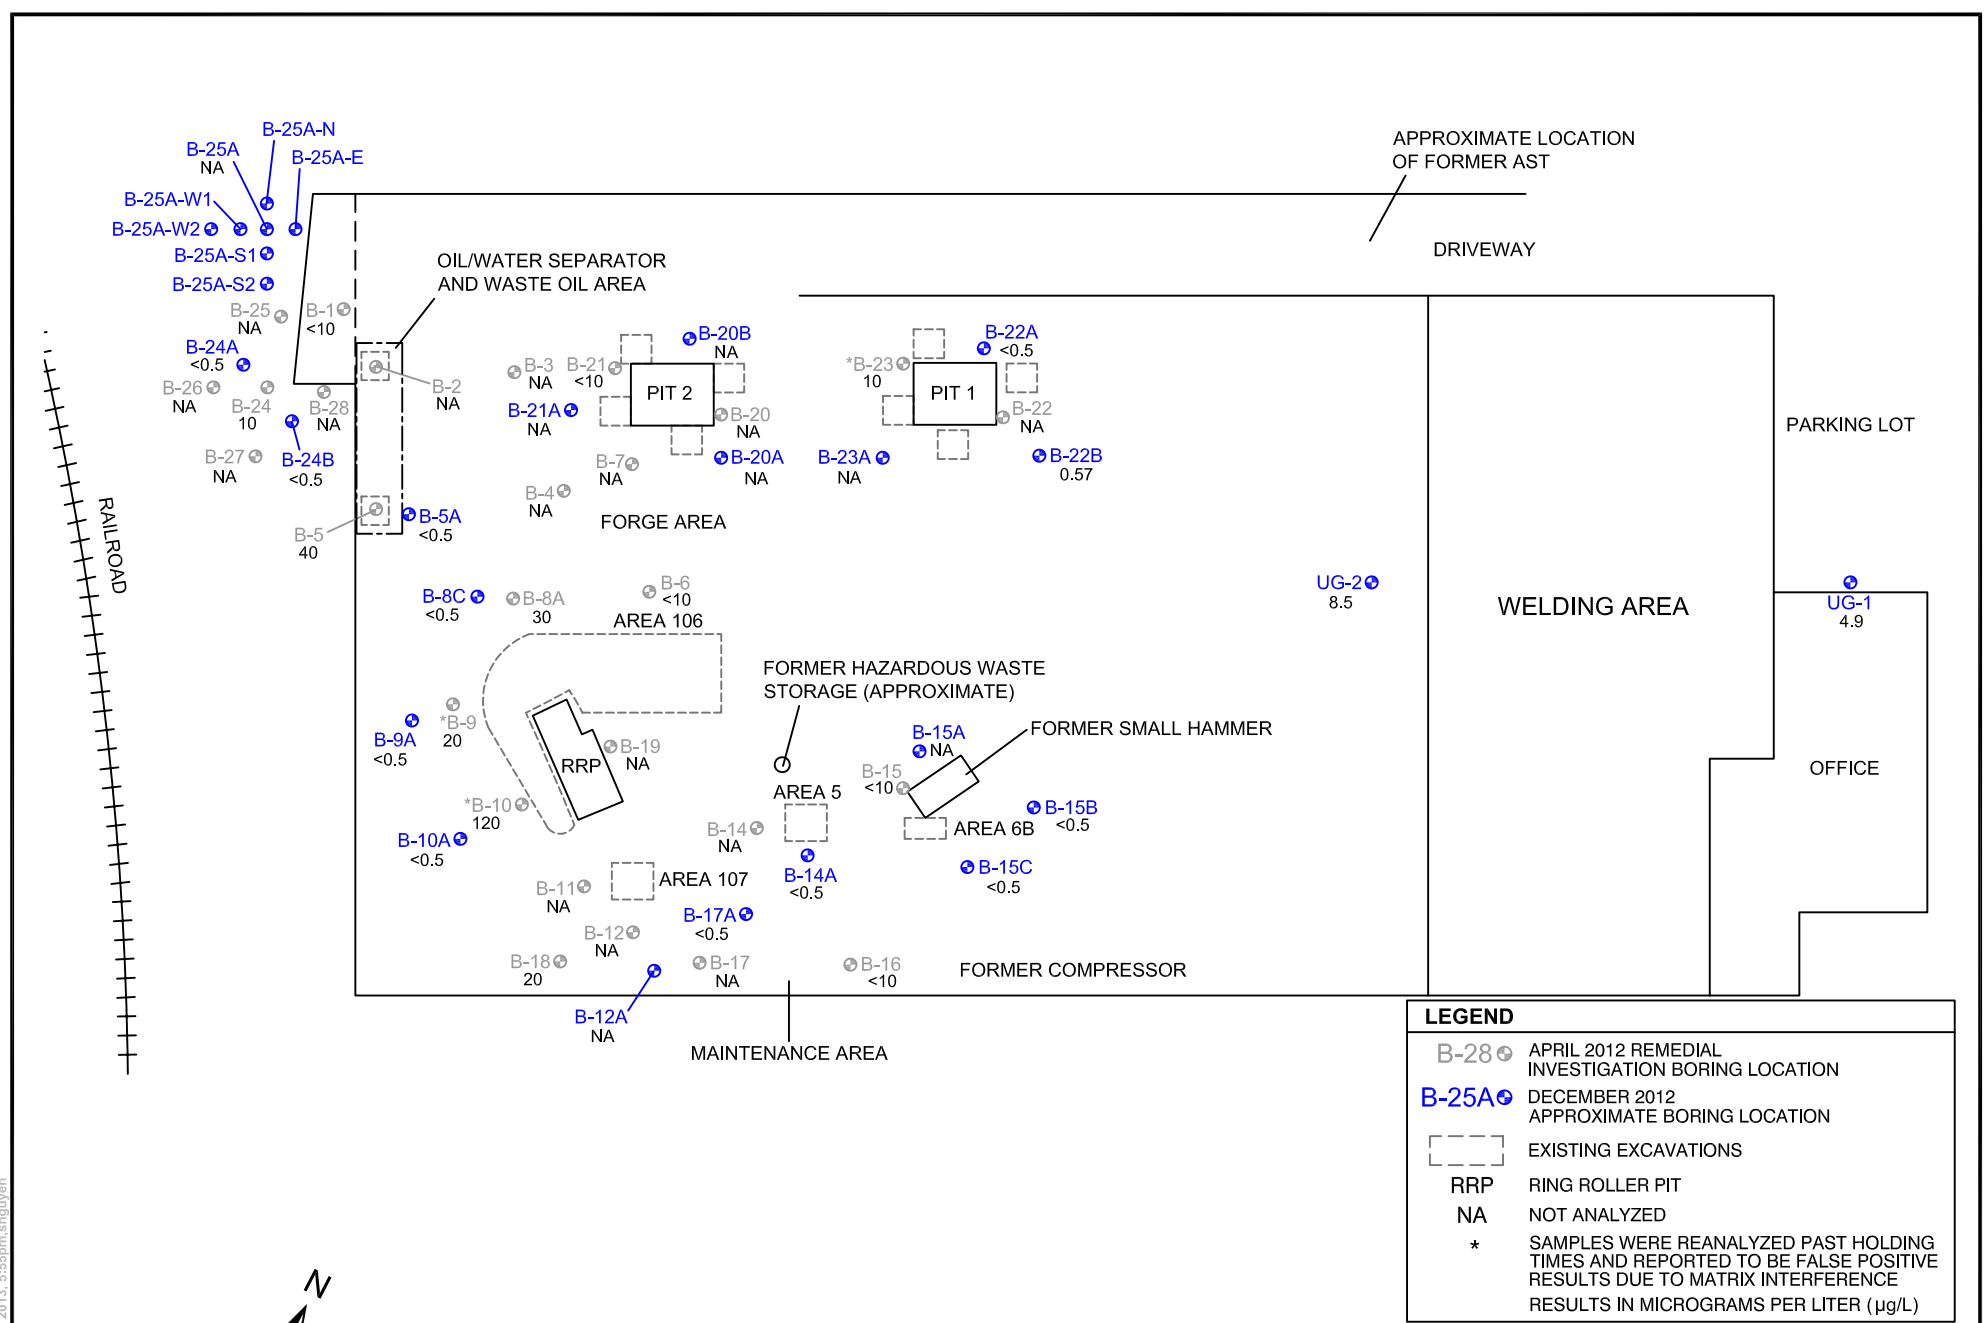 B-25A-N
B-25A
NA
B-25A-E
B-25A-W1
B-25A-W2
B-25A-S1
B-25A-S2
APPROXIMATE LOCATION
OF FORMER AST
DRIVEWAY
OIL/WATER SEPARATOR
AND WASTE OIL AREA
B-25
NA
B-1
<10
B-24A
<0.5
B-26
NA
B-24
10
B-28
NA
B-2
NA
B-27
NA
B-24B
<0.5
B-3
NA
B-21
<10
B-20B
NA
PIT 2
B-21A
NA
B-20
NA
B-7
NA
B-20A
NA
B-4
NA
FORGE AREA
*B-23
10
B-22A
<0.5
PIT 1
B-22
NA
B-23A
NA
B-22B
0.57
PARKING LOT
RAILROAD
B-5
40
B-5A
<0.5
B-8C
<0.5
B-8A
30
B-6
<10
AREA 106
UG-2
8.5
WELDING AREA
UG-1
4.9
FORMER HAZARDOUS WASTE
STORAGE (APPROXIMATE)
*B-9
20
B-9A
<0.5
B-19
NA
RRP
B-15A
NA
FORMER SMALL HAMMER
B-15
<10
OFFICE
AREA 5
*B-10
120
B-10A
<0.5
B-14
NA
B-14A
<0.5
AREA 6B
B-15B
<0.5
B-15C
<0.5
B-11
NA
AREA 107
B-17A
<0.5
B-12
NA
B-18
20
B-17
NA
B-16
<10
FORMER COMPRESSOR
B-12A
NA
MAINTENANCE AREA
LEGEND
B-28
APRIL 2012 REMEDIAL
INVESTIGATION BORING LOCATION
B-25A
DECEMBER 2012
APPROXIMATE BORING LOCATION
EXISTING EXCAVATIONS
RRP RING ROLLER PIT
NA NOT ANALYZED
* SAMPLES WERE REANALYZED PAST HOLDING
TIMES AND REPORTED TO BE FALSE POSITIVE
RESULTS DUE TO MATRIX INTERFERENCE
RESULTS IN MICROGRAMS PER LITER (µg/L)
N